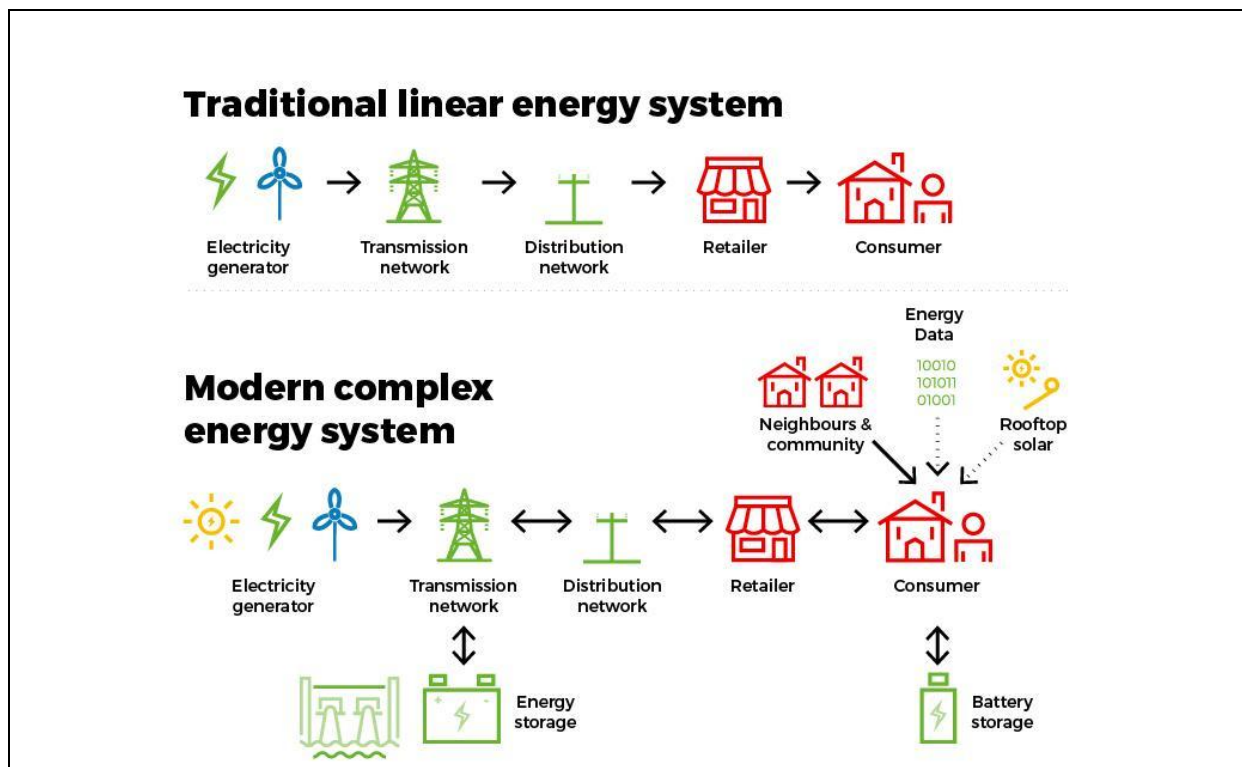 Traditional linear energy system
Electricity
generator
Transmission
network
Distribution
network
Retailer
Consumer
Energy
Data
10010
101011
01001
Modern complex
energy system
Neighbours &
community
Rooftop
solar
Electricity
generator
Transmission
network
Distribution
network
Retailer
Consumer
Energy
storage
Battery
storage